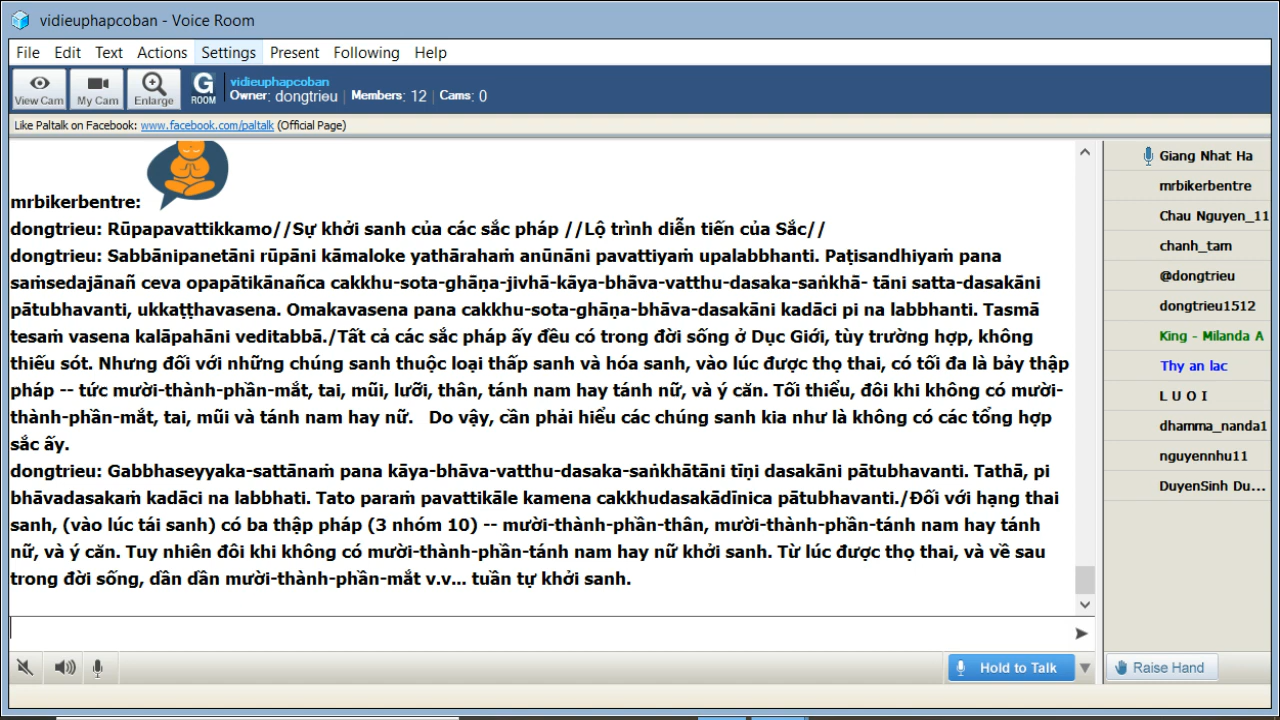 vidieuphapcoban - Voice Room
File Edit Text Actions Settings Present Following Help
View Cam
My Cam
Enlarge
G
ROOM
vidieuphapcoban
Owner: dongtrieu | Members: 12 | Cams: 0
Like Paltalk on Facebook: www.facebook.com/paltalk (Official Page)
mrbikerbentre:
dongtrieu: Rūpapavattikkamo//Sự khởi sanh của các sắc pháp //Lộ trình diễn tiến của Sắc//
dongtrieu: Sabbānipanetāni rūpāni kāmaloke yathārahaṁ anūnāni pavattiyaṁ upalabbhanti. Paṭisandhiyaṁ pana
saṁsedajānañ ceva opapātikānañca cakkhu-sota-ghāṇa-jivhā-kāya-bhāva-vatthu-dasaka-saṅkhā- tāni satta-dasakāni
pātubhavanti, ukkaṭṭhavasena. Omakavasena pana cakkhu-sota-ghāṇa-bhāva-dasakāni kadāci pi na labbhanti. Tasmā
tesaṁ vasena kalāpahāni veditabbā./Tất cả các sắc pháp ấy đều có trong đời sống ở Dục Giới, tùy trường hợp, không
thiếu sót. Nhưng đối với những chúng sanh thuộc loại thấp sanh và hóa sanh, vào lúc được thọ thai, có tối đa là bảy thập
pháp -- tức mười-thành-phần-mắt, tai, mũi, lưỡi, thân, tánh nam hay tánh nữ, và ý căn. Tối thiểu, đôi khi không có mười-
thành-phần-mắt, tai, mũi và tánh nam hay nữ. Do vậy, cần phải hiểu các chúng sanh kia như là không có các tổng hợp
sắc ấy.
dongtrieu: Gabbhaseyyaka-sattānaṁ pana kāya-bhāva-vatthu-dasaka-saṅkhātāni tīṇi dasakāni pātubhavanti. Tathā, pi
bhāvadasakaṁ kadāci na labbhati. Tato paraṁ pavattikāle kamena cakkhudasakādīnica pātubhavanti./Đối với hạng thai
sanh, (vào lúc tái sanh) có ba thập pháp (3 nhóm 10) -- mười-thành-phần-thân, mười-thành-phần-tánh nam hay tánh
nữ, và ý căn. Tuy nhiên đôi khi không có mười-thành-phần-tánh nam hay nữ khởi sanh. Từ lúc được thọ thai, và về sau
trong đời sống, dần dần mười-thành-phần-mắt v.v... tuần tự khởi sanh.
Giang Nhat Ha
mrbikerbentre
Chau Nguyen_11
chanh_tam
@dongtrieu
dongtrieu1512
King - Milanda A
Thy an lac
L U O I
dhamma_nanda1
nguyennhu11
DuyenSinh Du...
Hold to Talk
Raise Hand